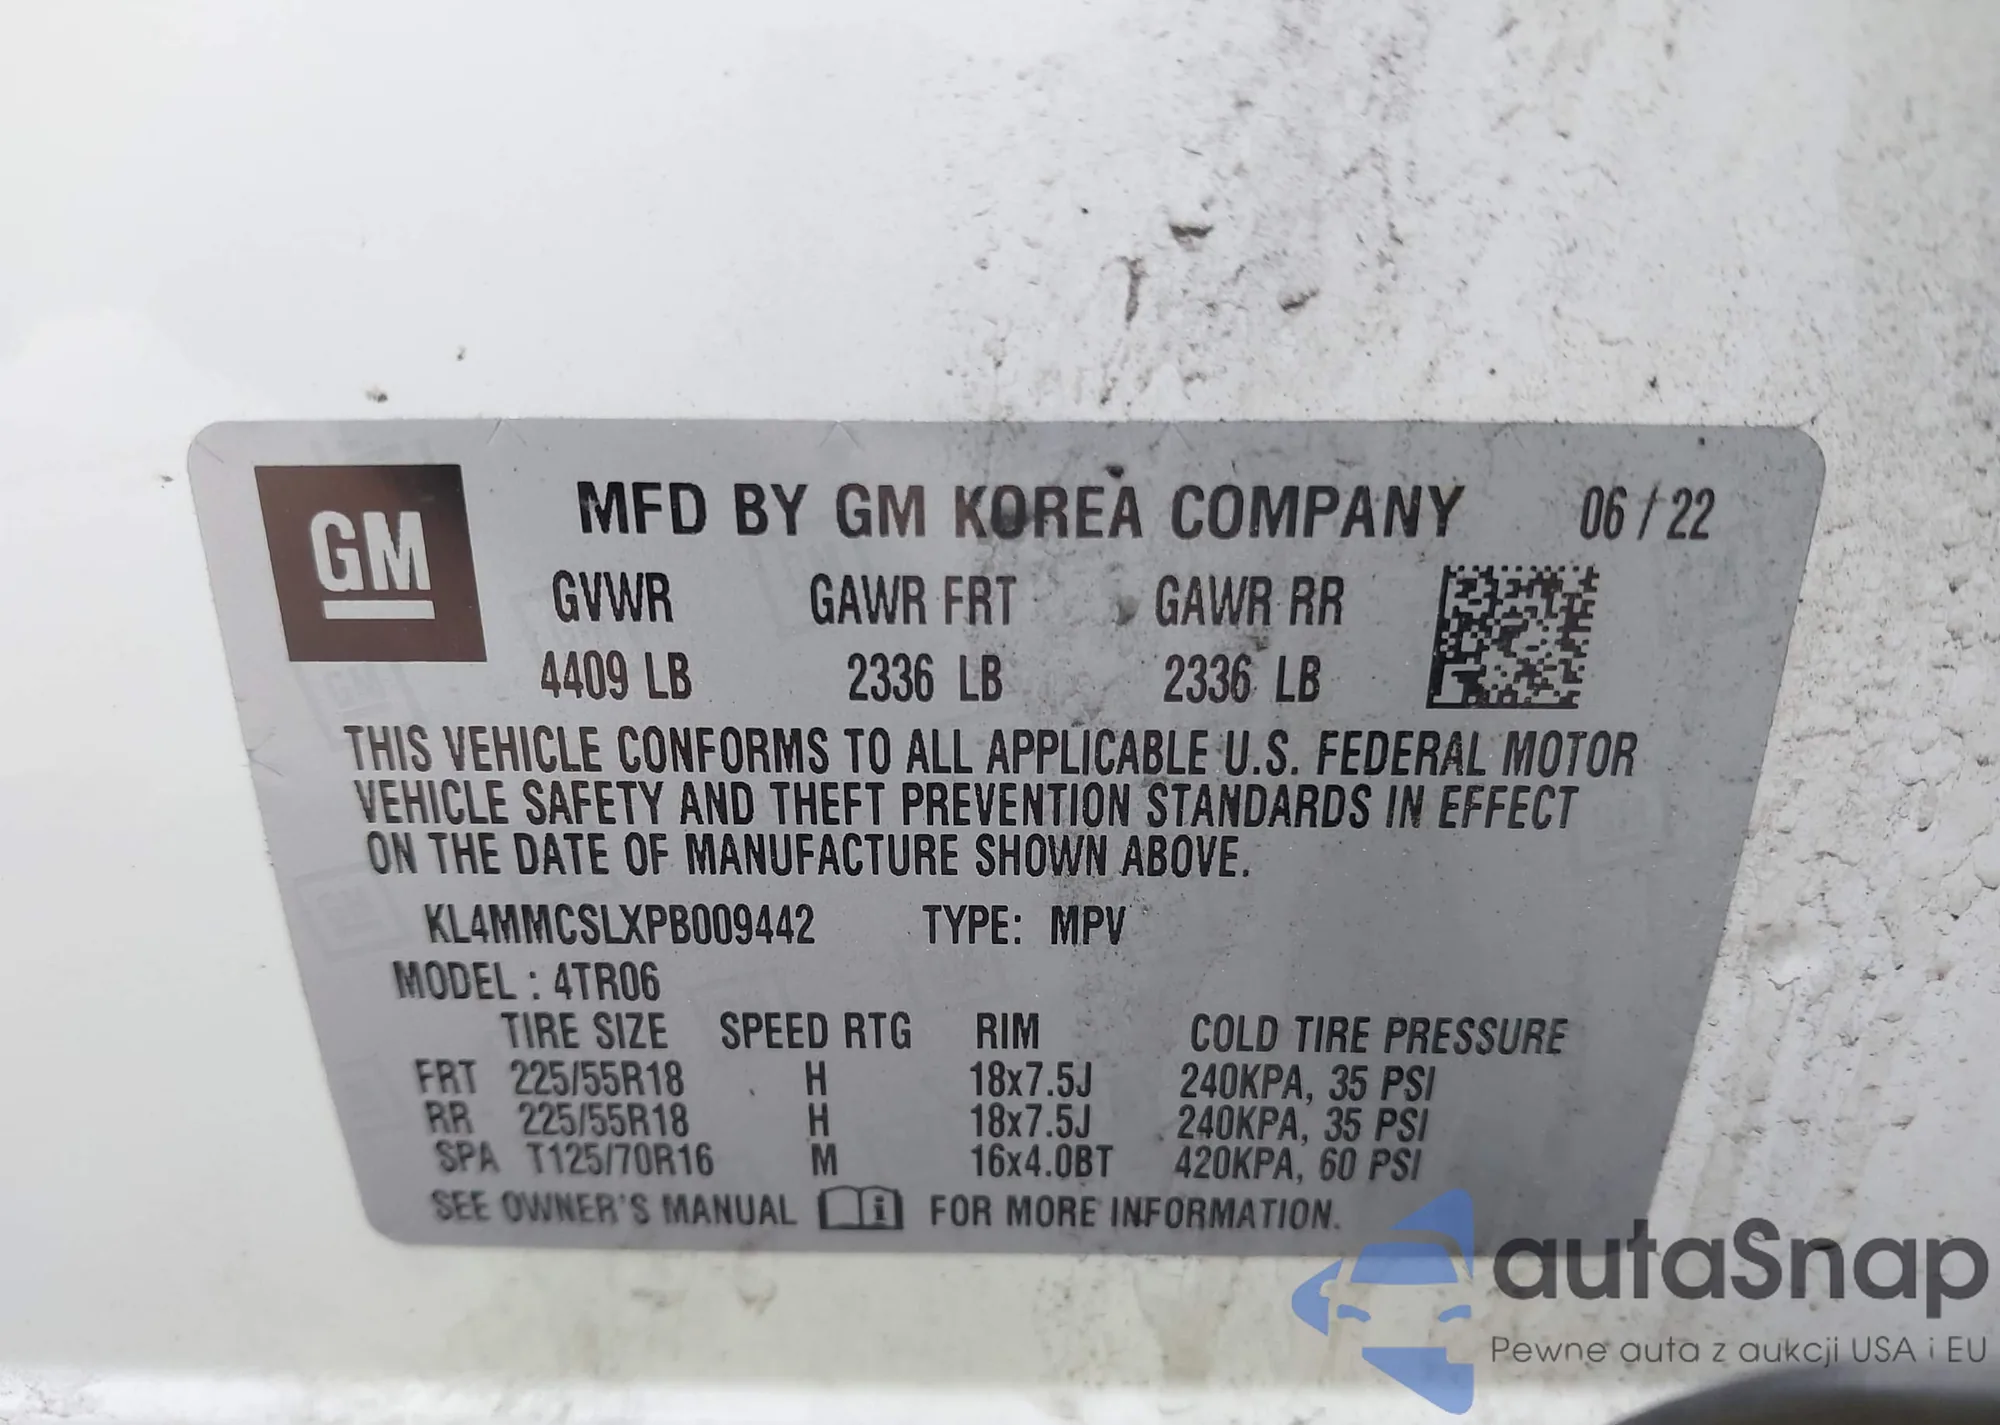 GM
MFD BY GM KOREA COMPANY 06 / 22
GVWR GAWR FRT GAWR RR
4409 LB 2336 LB 2336 LB
THIS VEHICLE CONFORMS TO ALL APPLICABLE U.S. FEDERAL MOTOR
VEHICLE SAFETY AND THEFT PREVENTION STANDARDS IN EFFECT
ON THE DATE OF MANUFACTURE SHOWN ABOVE.
KL4MMCSLXPB009442 TYPE: MPV
MODEL : 4TR06
TIRE SIZE SPEED RTG RIM COLD TIRE PRESSURE
FRT 225/55R18 H 18x7.5J 240KPA, 35 PSI
RR 225/55R18 H 18x7.5J 240KPA, 35 PSI
SPA T125/70R16 M 16x4.0BT 420KPA, 60 PSI
SEE OWNER'S MANUAL i FOR MORE INFORMATION.
autaSnap
Pewne auta z aukcji USA i EU